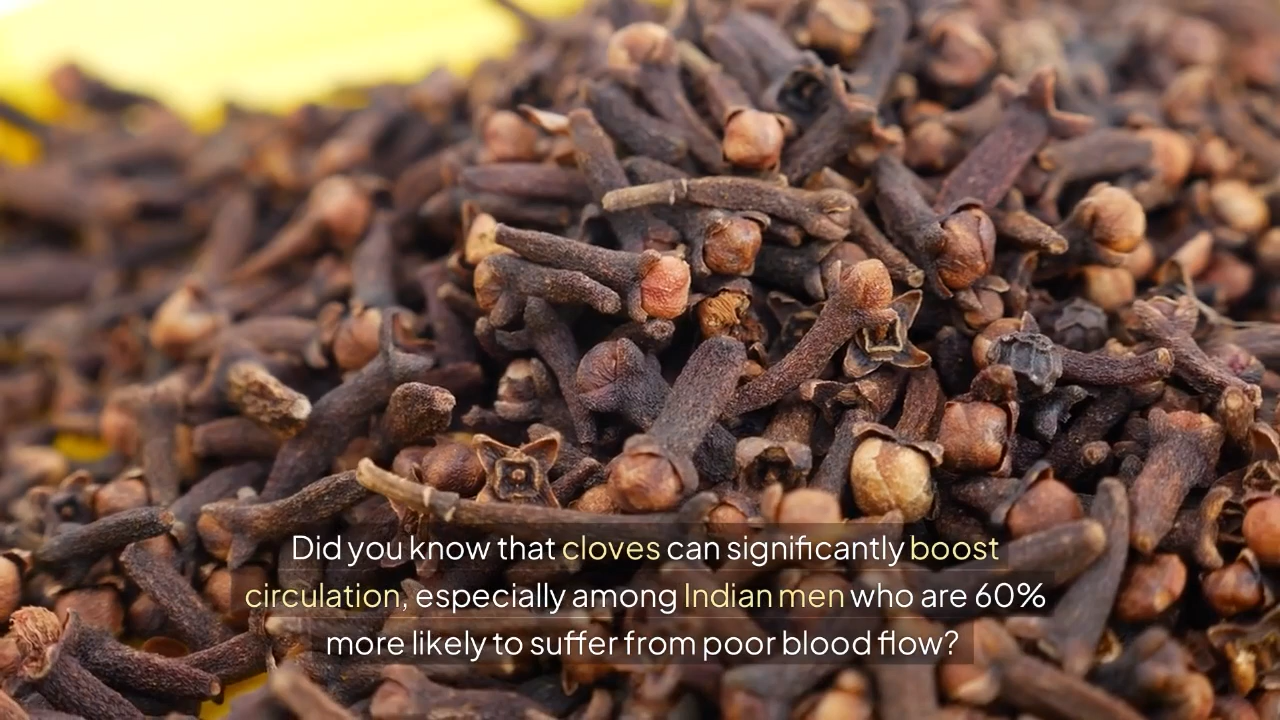 Did you know that cloves can significantly boost
circulation, especially among Indian men who are 60%
more likely to suffer from poor blood flow?